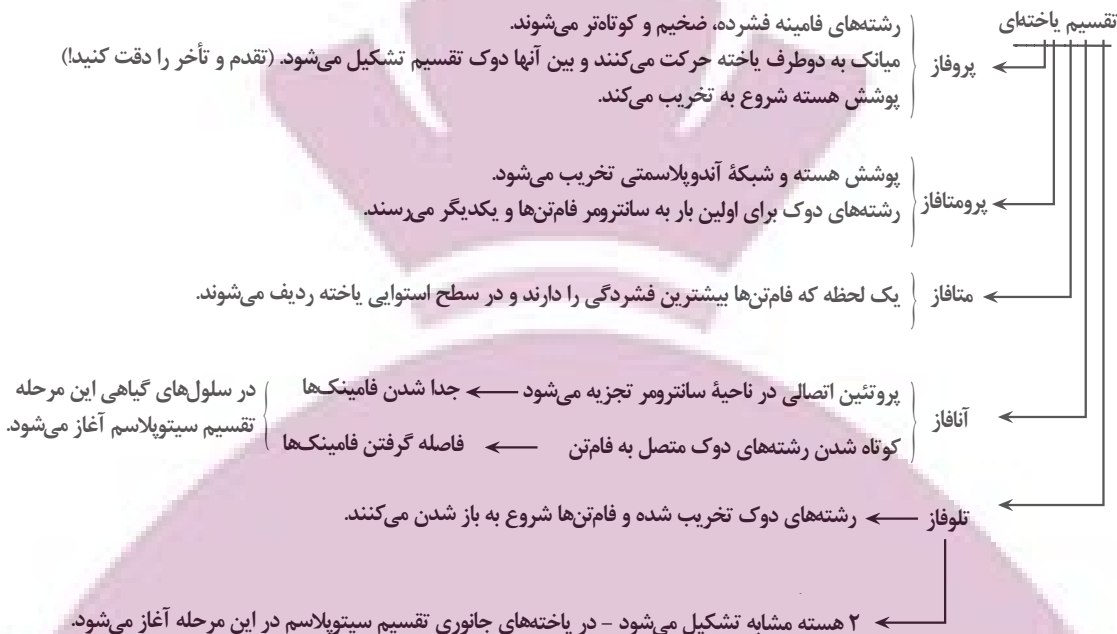 تقسیم یاخته‌ای
پروفاز
رشته‌های فامینه فشرده، ضخیم و کوتاه‌تر می‌شوند.
میانک به دوطرف یاخته حرکت می‌کنند و بین آنها دوک تقسیم تشکیل می‌شود. (تقدم و تأخر را دقت کنید!)
پوشش هسته شروع به تخریب می‌کند.
پرومتافاز
پوشش هسته و شبکهٔ آندوپلاسمتی تخریب می‌شود.
رشته‌های دوک برای اولین بار به سانترومر فام‌تن‌ها و یکدیگر می‌رسند.
متافاز
یک لحظه که فام‌تن‌ها بیشترین فشردگی را دارند و در سطح استوایی یاخته ردیف می‌شوند.
آنافاز
پروتئین اتصالی در ناحیهٔ سانترومر تجزیه می‌شود ← جدا شدن فامینک‌ها
کوتاه شدن رشته‌های دوک متصل به فام‌تن ← فاصله گرفتن فامینک‌ها
در سلول‌های گیاهی این مرحله
تقسیم سیتوپلاسم آغاز می‌شود.
تلوفاز ← رشته‌های دوک تخریب شده و فام‌تن‌ها شروع به باز شدن می‌کنند.
۲ هسته مشابه تشکیل می‌شود - در یاخته‌های جانوری تقسیم سیتوپلاسم در این مرحله آغاز می‌شود.